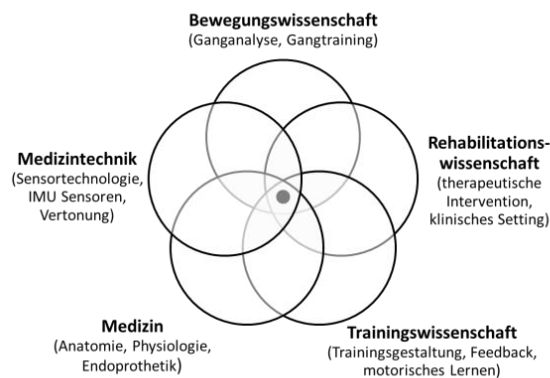 Bewegungswissenschaft
(Ganganalyse, Gangtraining)
Medizintechnik
(Sensortechnologie,
IMU Sensoren,
Vertonung)
Rehabilitations-
wissenschaft
(therapeutische
Intervention,
klinisches Setting)
Medizin
(Anatomie, Physiologie,
Endoprothetik)
Trainingswissenschaft
(Trainingsgestaltung, Feedback,
motorisches Lernen)